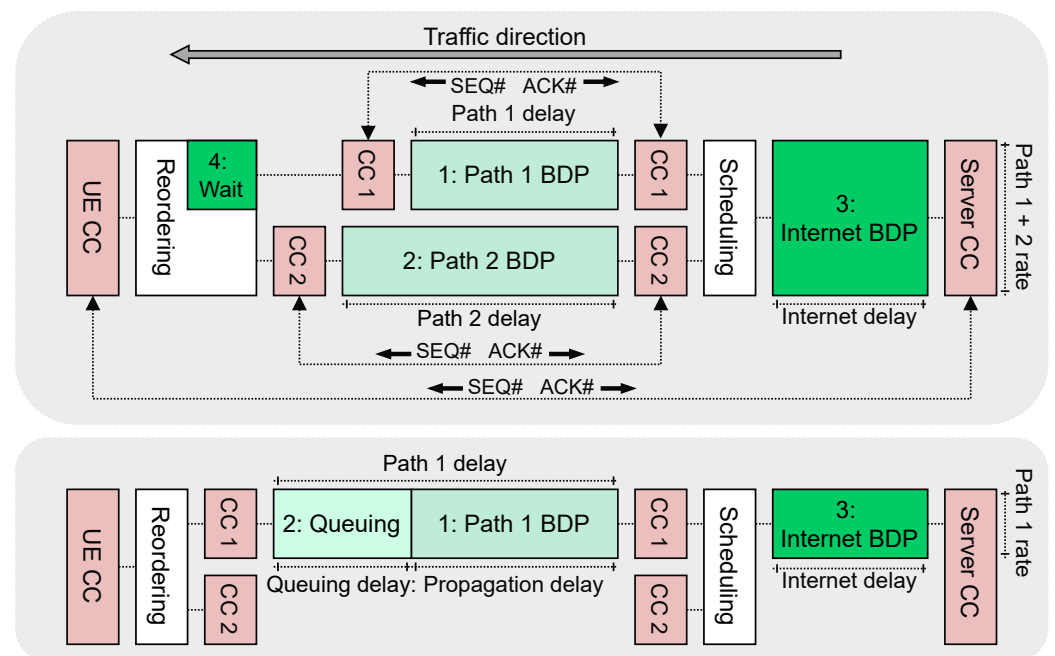 Traffic direction
SEQ# ACK#
Path 1 delay
UE CC
Reordering
4:
Wait
CC 1
1: Path 1 BDP
CC 1
Scheduling
3:
Internet BDP
Server CC
Path 1 + 2 rate
CC 2
2: Path 2 BDP
CC 2
Path 2 delay
Internet delay
SEQ# ACK#
SEQ# ACK#
Path 1 delay
UE CC
Reordering
CC 1
2: Queuing
1: Path 1 BDP
CC 1
Scheduling
3:
Internet BDP
Server CC
Path 1 rate
Queuing delay: Propagation delay
Internet delay
CC 2
CC 2